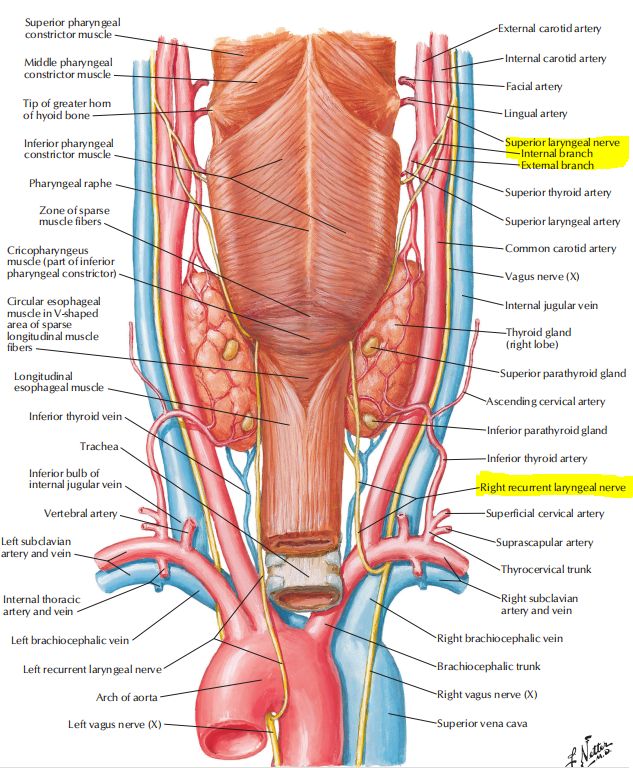 Superior pharyngeal
constrictor muscle
Middle pharyngeal
constrictor muscle
Tip of greater horn
of hyoid bone
Inferior pharyngeal
constrictor muscle
Pharyngeal raphe
Zone of sparse
muscle fibers
Cricopharyngeus
muscle (part of inferior
pharyngeal constrictor)
Circular esophageal
muscle in V-shaped
area of sparse
longitudinal muscle
fibers
Longitudinal
esophageal muscle
Inferior thyroid vein
Trachea
Inferior bulb of
internal jugular vein
Vertebral artery
Left subclavian
artery and vein
Internal thoracic
artery and vein
Left brachiocephalic vein
Left recurrent laryngeal nerve
Arch of aorta
Left vagus nerve (X)
External carotid artery
Internal carotid artery
Facial artery
Lingual artery
Superior laryngeal nerve
Internal branch
External branch
Superior thyroid artery
Superior laryngeal artery
Common carotid artery
Vagus nerve (X)
Internal jugular vein
Thyroid gland
(right lobe)
Superior parathyroid gland
Ascending cervical artery
Inferior parathyroid gland
Inferior thyroid artery
Right recurrent laryngeal nerve
Superficial cervical artery
Suprascapular artery
Thyrocervical trunk
Right subclavian
artery and vein
Right brachiocephalic vein
Brachiocephalic trunk
Right vagus nerve (X)
Superior vena cava
F. Netter
M.D.